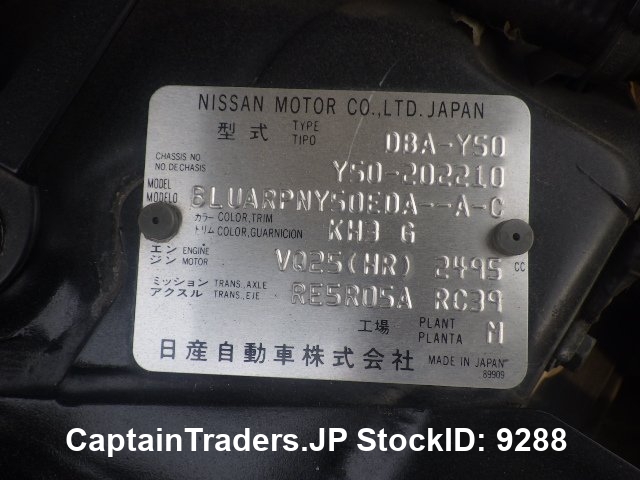 NISSAN MOTOR CO.,LTD. JAPAN
型式 TYPE TIPO DBA-Y50
CHASSIS NO. NO. DE CHASIS Y50-202210
MODEL MODELO BLUARPNY50EDA--A-C
カラー COLOR,TRIM
トリム COLOR,GUARNICION KH3 G
エンジン ENGINE MOTOR VQ25(HR) 2495 CC
ミッション TRANS., AXLE
アクスル TRANS., EJE RE5R05A RC39
工場 PLANT PLANTA M
日産自動車株式会社 MADE IN JAPAN
89909
CaptainTraders.JP StockID: 9288